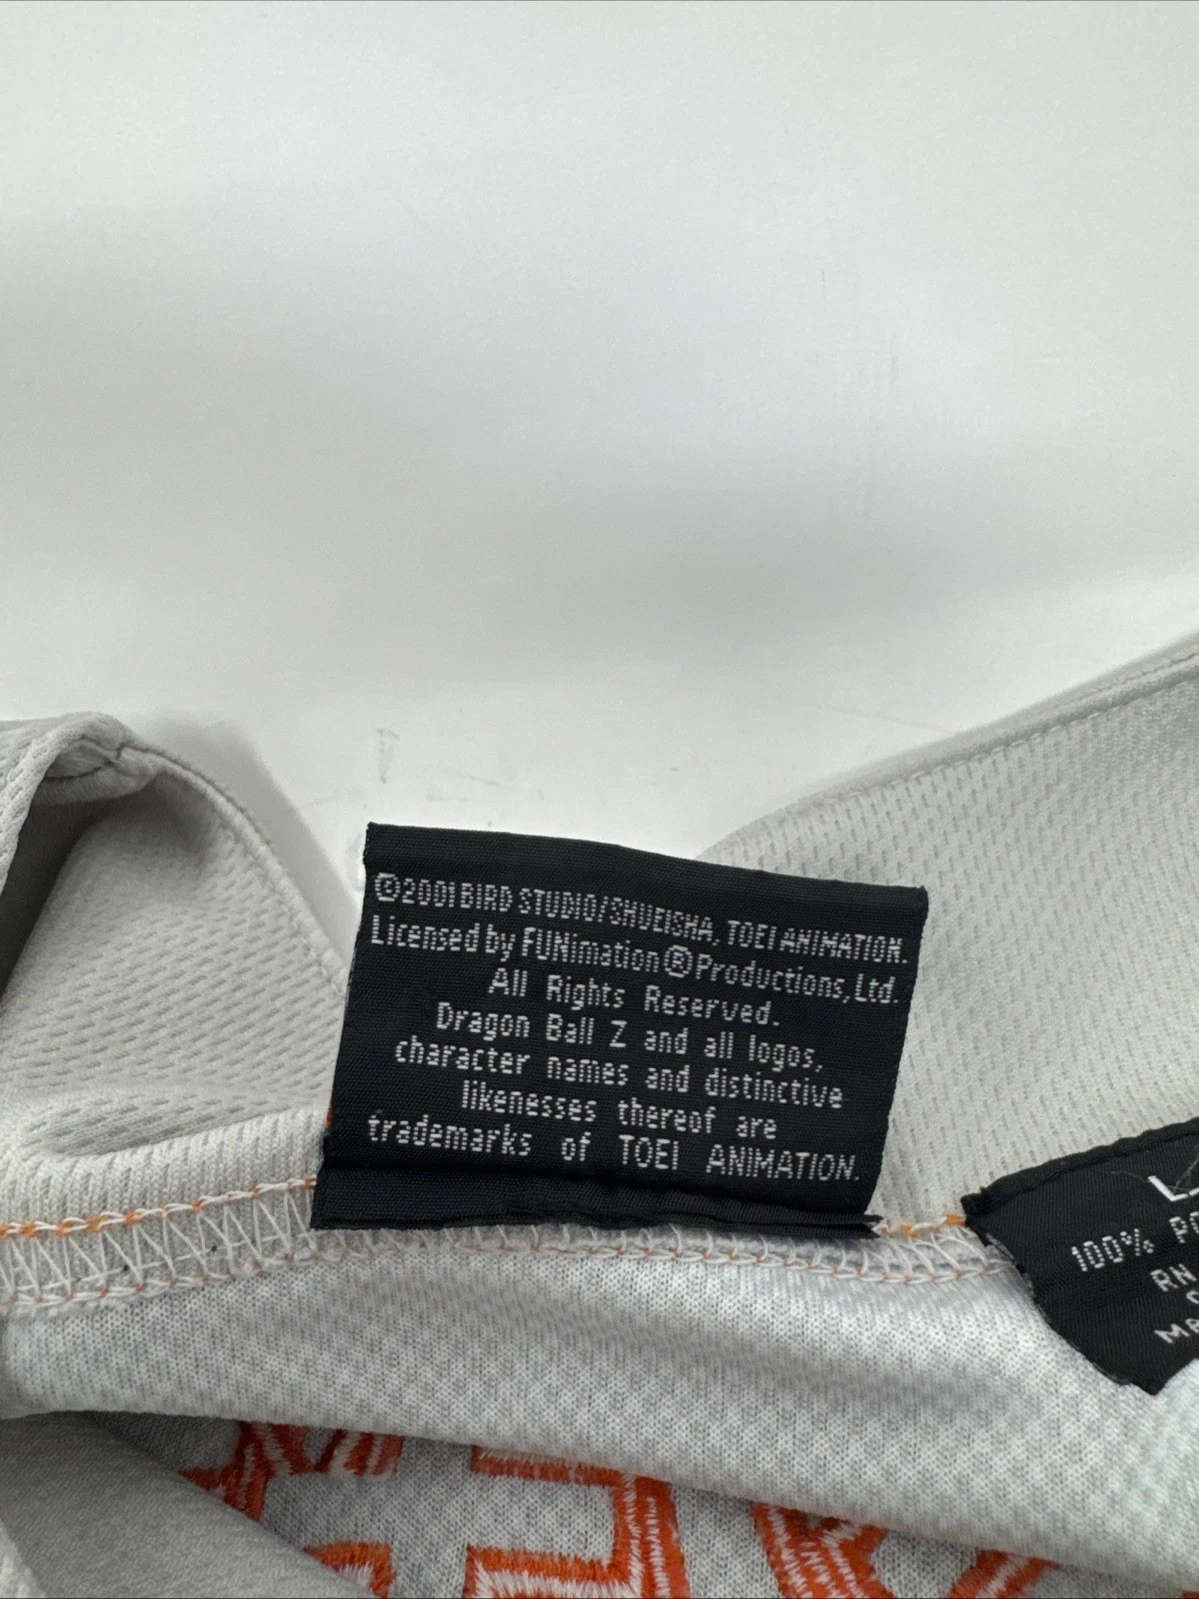 ©2001 BIRD STUDIO/SHUEISHA, TOEI ANIMATION.
Licensed by FUNimation ® Productions, Ltd.
All Rights Reserved.
Dragon Ball Z and all logos,
character names and distinctive
likenesses thereof are
trademarks of TOEI ANIMATION.
100%
RN